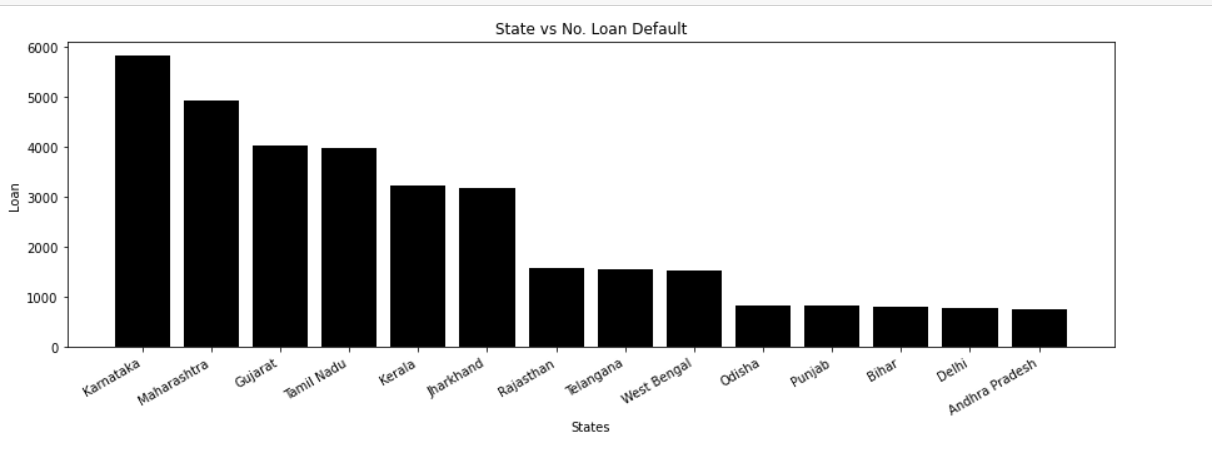 State vs No. Loan Default
6000
5000
4000
3000
2000
1000
0
Loan
Karnataka
Maharashtra
Gujarat
Tamil Nadu
Kerala
Jharkhand
Rajasthan
Telangana
West Bengal
Odisha
Punjab
Bihar
Delhi
Andhra Pradesh
States